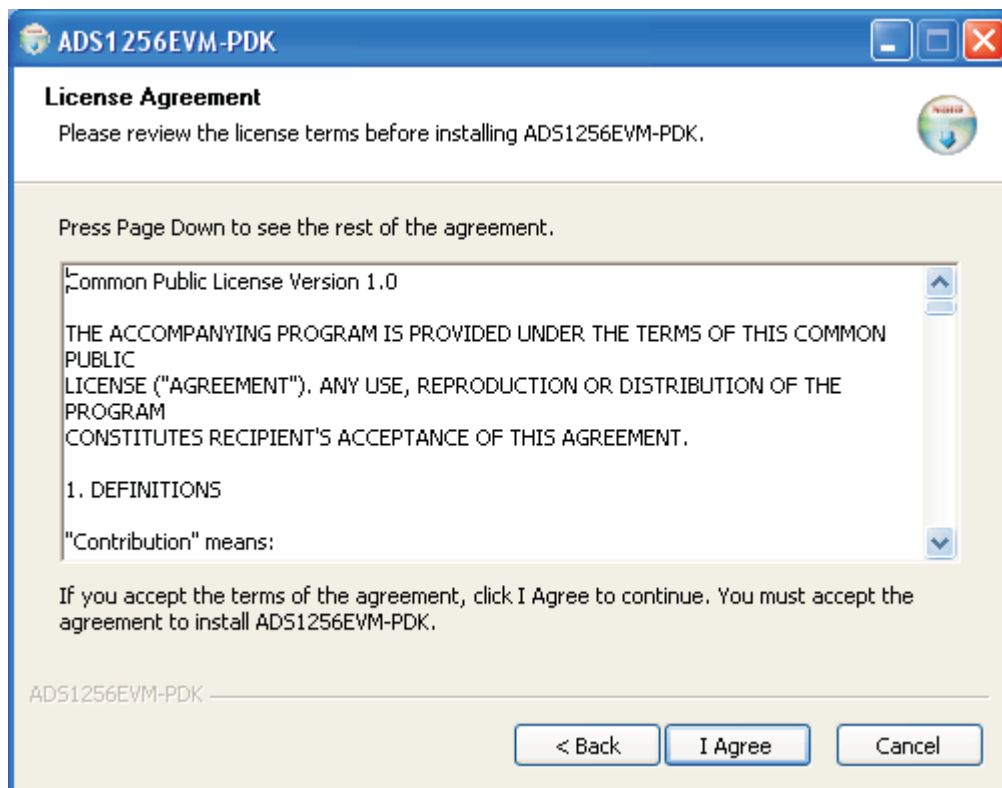 ADS1256EVM-PDK
License Agreement
Please review the license terms before installing ADS1256EVM-PDK.
Press Page Down to see the rest of the agreement.
Common Public License Version 1.0
THE ACCOMPANYING PROGRAM IS PROVIDED UNDER THE TERMS OF THIS COMMON
PUBLIC
LICENSE ("AGREEMENT"). ANY USE, REPRODUCTION OR DISTRIBUTION OF THE
PROGRAM
CONSTITUTES RECIPIENT'S ACCEPTANCE OF THIS AGREEMENT.
1. DEFINITIONS
"Contribution" means:
If you accept the terms of the agreement, click I Agree to continue. You must accept the
agreement to install ADS1256EVM-PDK.
ADS1256EVM-PDK
< Back I Agree Cancel